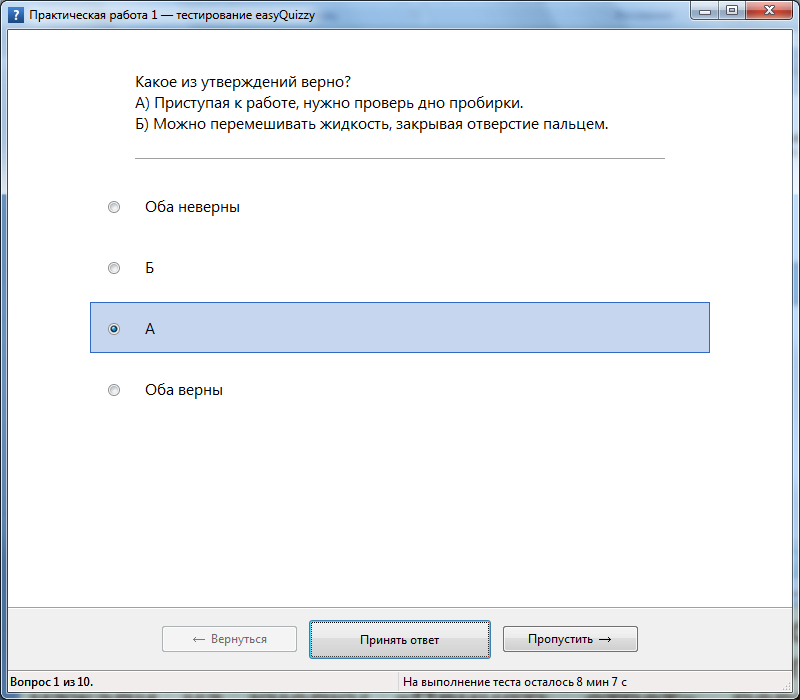 Практическая работа 1 — тестирование easyQuizzy
Какое из утверждений верно?
А) Приступая к работе, нужно проверь дно пробирки.
Б) Можно перемешивать жидкость, закрывая отверстие пальцем.
Оба неверны
Б
А
Оба верны
← Вернуться
Принять ответ
Пропустить →
Вопрос 1 из 10.
На выполнение теста осталось 8 мин 7 с